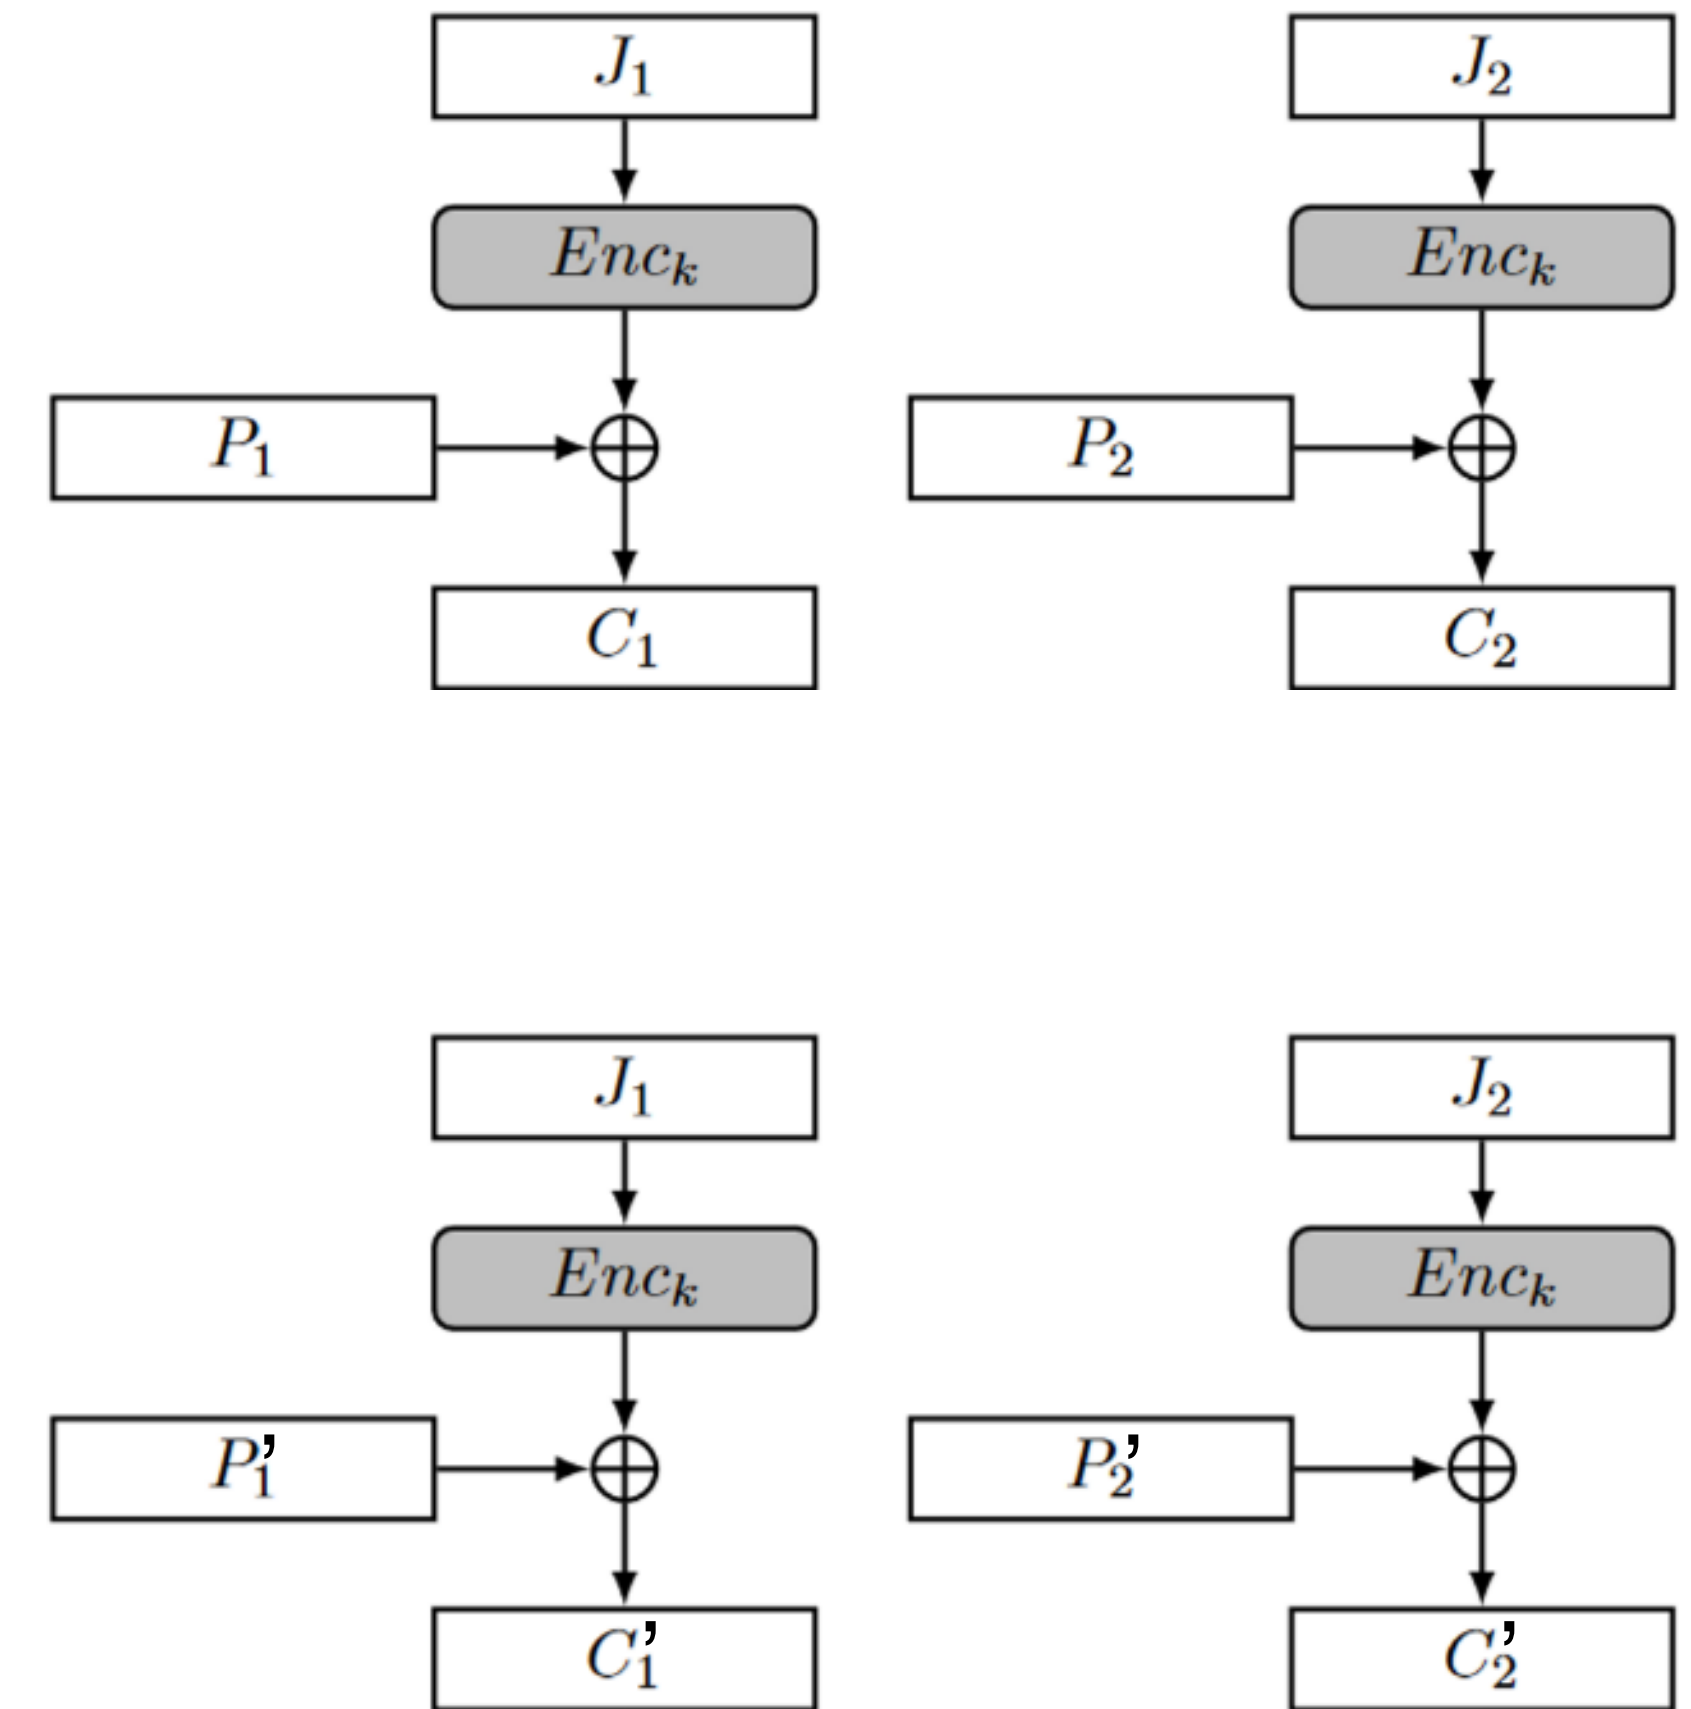 J₁ J₂
Encₖ Encₖ
P₁ P₂
C₁ C₂
J₁ J₂
Encₖ Encₖ
P₁’ P₂’
C₁’ C₂’